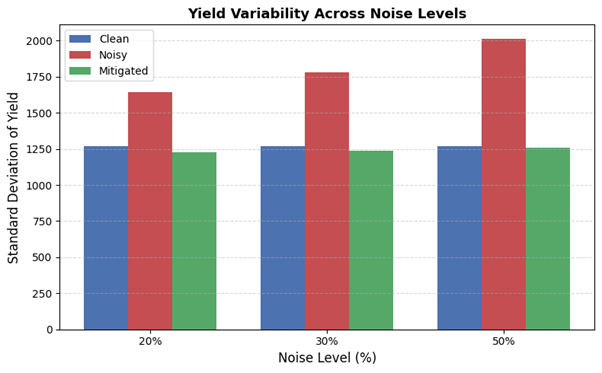 Yield Variability Across Noise Levels
Clean
Noisy
Mitigated
Standard Deviation of Yield
2000
1750
1500
1250
1000
750
500
250
0
20%
30%
50%
Noise Level (%)